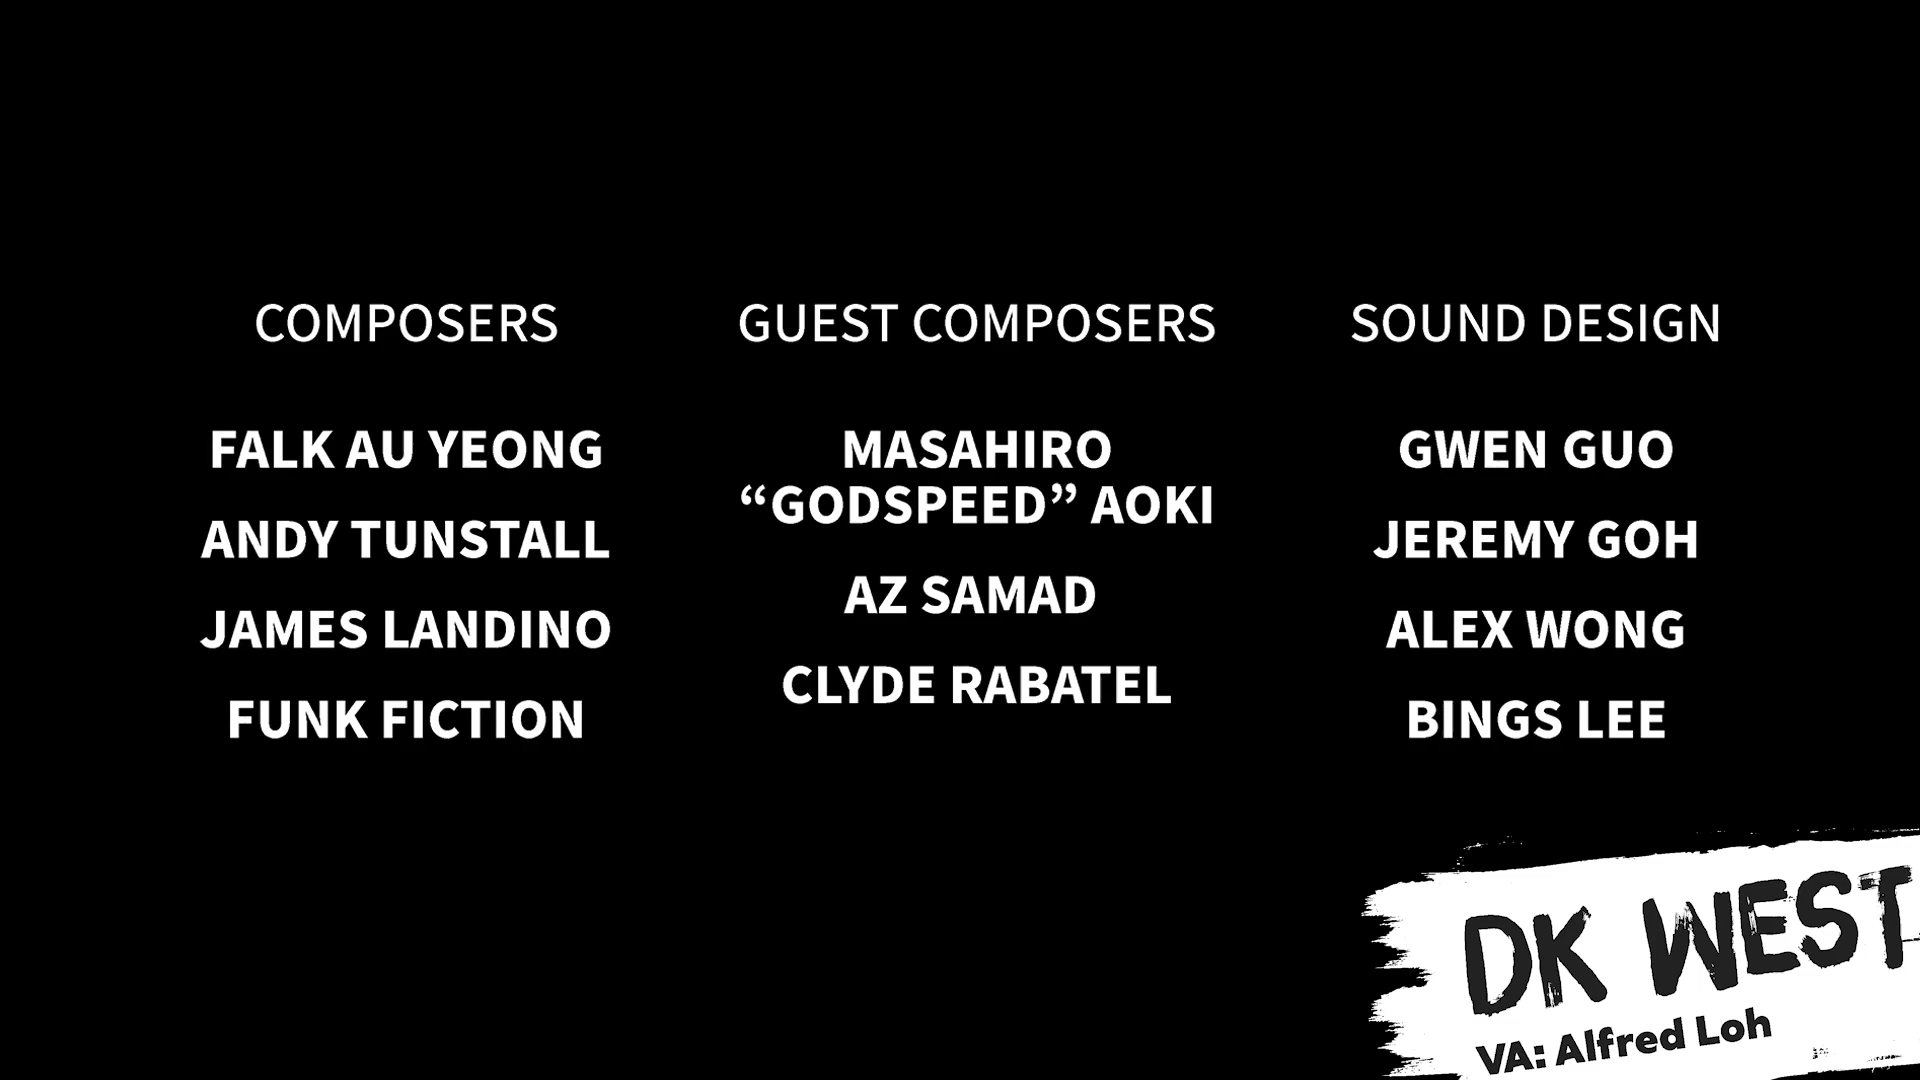 COMPOSERS
FALK AU YEONG
ANDY TUNSTALL
JAMES LANDINO
FUNK FICTION
GUEST COMPOSERS
MASAHIRO
“GODSPEED” AOKI
AZ SAMAD
CLYDE RABATEL
SOUND DESIGN
GWEN GUO
JEREMY GOH
ALEX WONG
BINGS LEE
DK WEST
VA: Alfred Loh